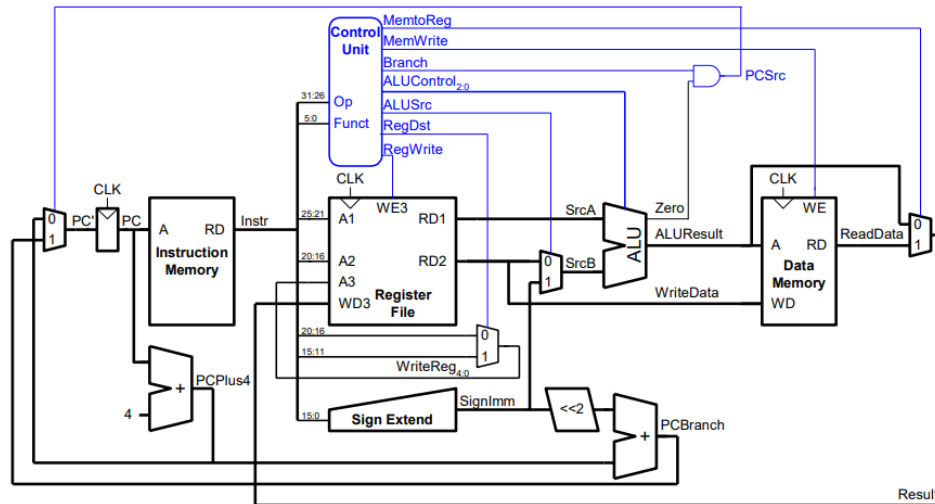 MemtoReg
Control
Unit
MemWrite
Branch
ALUControl2:0
PCSrc
31:26
Op
ALUSrc
5:0
Funct
RegDst
RegWrite
CLK
CLK
CLK
0
1
PC'
PC
A
RD
Instr
Instruction
Memory
25:21
A1
WE3
RD1
SrcA
Zero
ALU
ALUResult
WE
0
1
20:16
A2
RD2
0
1
SrcB
A
RD
ReadData
Data
Memory
A3
WD3
Register
File
WriteData
WD
20:16
0
15:11
1
WriteReg4:0
PCPlus4
+
4
SignImm
15:0
Sign Extend
<<2
+
PCBranch
Result